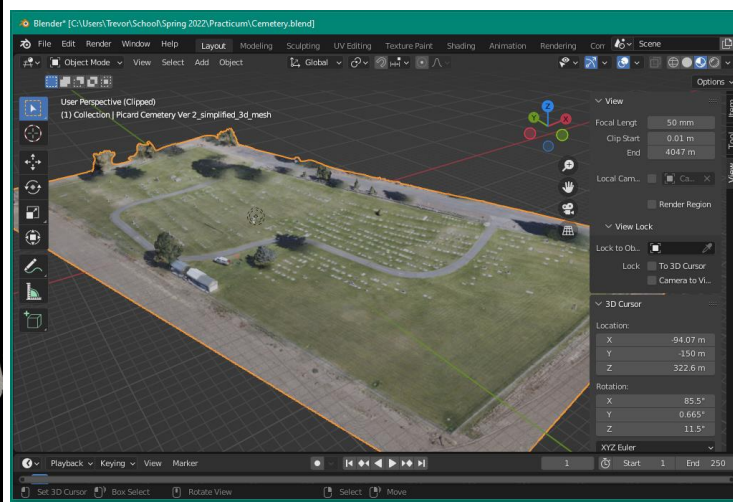 Blender* [C:\Users\Trevor\School\Spring 2022\Practicum\Cemetery.blend]
File Edit Render Window Help Layout Modeling Sculpting UV Editing Texture Paint Shading Animation Rendering Con Scene
Object Mode View Select Add Object Global
Options
User Perspective (Clipped)
(1) Collection | Picard Cemetery Ver 2_simplified_3d_mesh
Z
Y
X
View
Focal Lengt 50 mm
Clip Start 0.01 m
End 4047 m
Local Cam... Ca...
Render Region
View Lock
Lock to Ob...
Lock To 3D Cursor
Camera to Vi...
3D Cursor
Location:
X -94.07 m
Y -150 m
Z 322.6 m
Rotation:
X 85.5°
Y 0.665°
Z 11.5°
XYZ Euler
Item
Tool
View
Playback Keying View Marker 1 Start 1 End 250
Set 3D Cursor Box Select Rotate View Select Move